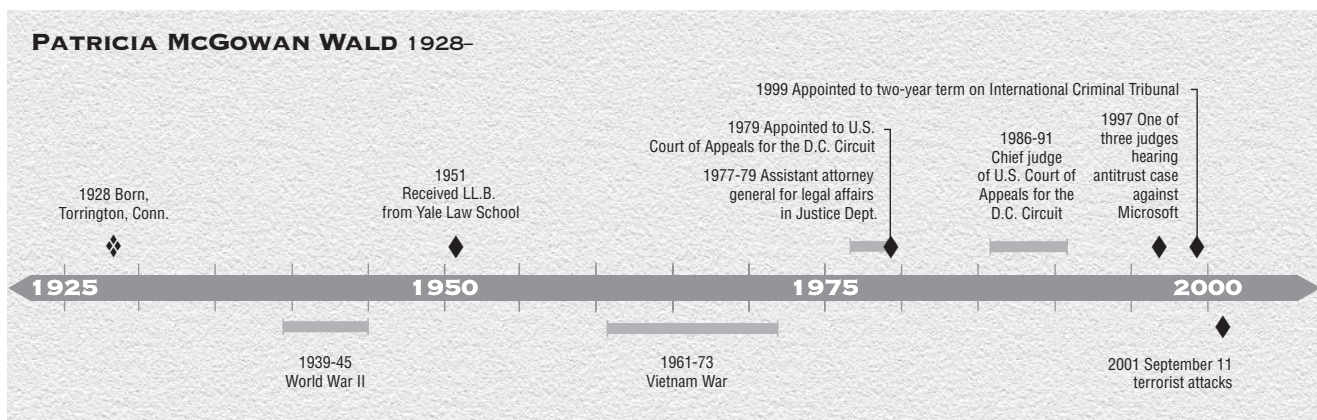 PATRICIA MCGOWAN WALD 1928–
1928 Born,
Torrington, Conn.
1951
Received LL.B.
from Yale Law School
1977-79 Assistant attorney
general for legal affairs
in Justice Dept.
1979 Appointed to U.S.
Court of Appeals for the D.C. Circuit
1986-91
Chief judge
of U.S. Court of
Appeals for the
D.C. Circuit
1997 One of
three judges
hearing
antitrust case
against
Microsoft
1999 Appointed to two-year term on International Criminal Tribunal
1925
1950
1975
2000
1939-45
World War II
1961-73
Vietnam War
2001 September 11
terrorist attacks